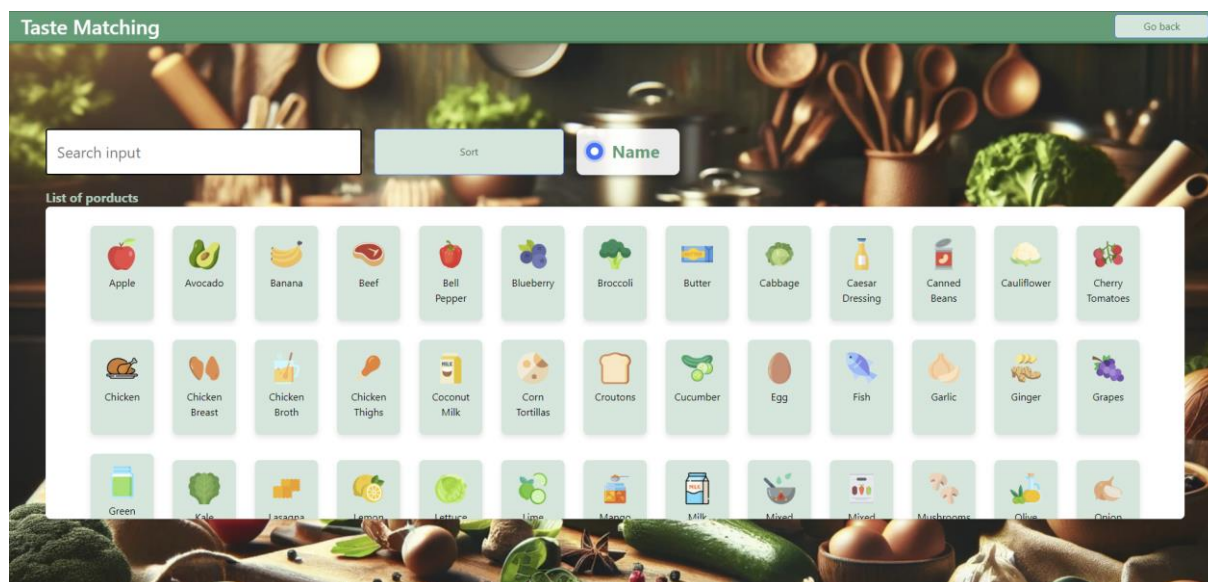 Taste Matching
Go back
Search input
Sort
Name
List of porducts
Apple
Avocado
Banana
Beef
Bell
Pepper
Blueberry
Broccoli
Butter
Cabbage
Caesar
Dressing
Canned
Beans
Cauliflower
Cherry
Tomatoes
Chicken
Chicken
Breast
Chicken
Broth
Chicken
Thighs
Coconut
Milk
Corn
Tortillas
Croutons
Cucumber
Egg
Fish
Garlic
Ginger
Grapes
Green
Kale
Lasagna
Lemon
Lettuce
Lime
Mango
MILK
Milk
Mixed
Mixed
Mushrooms
Olive
Onion